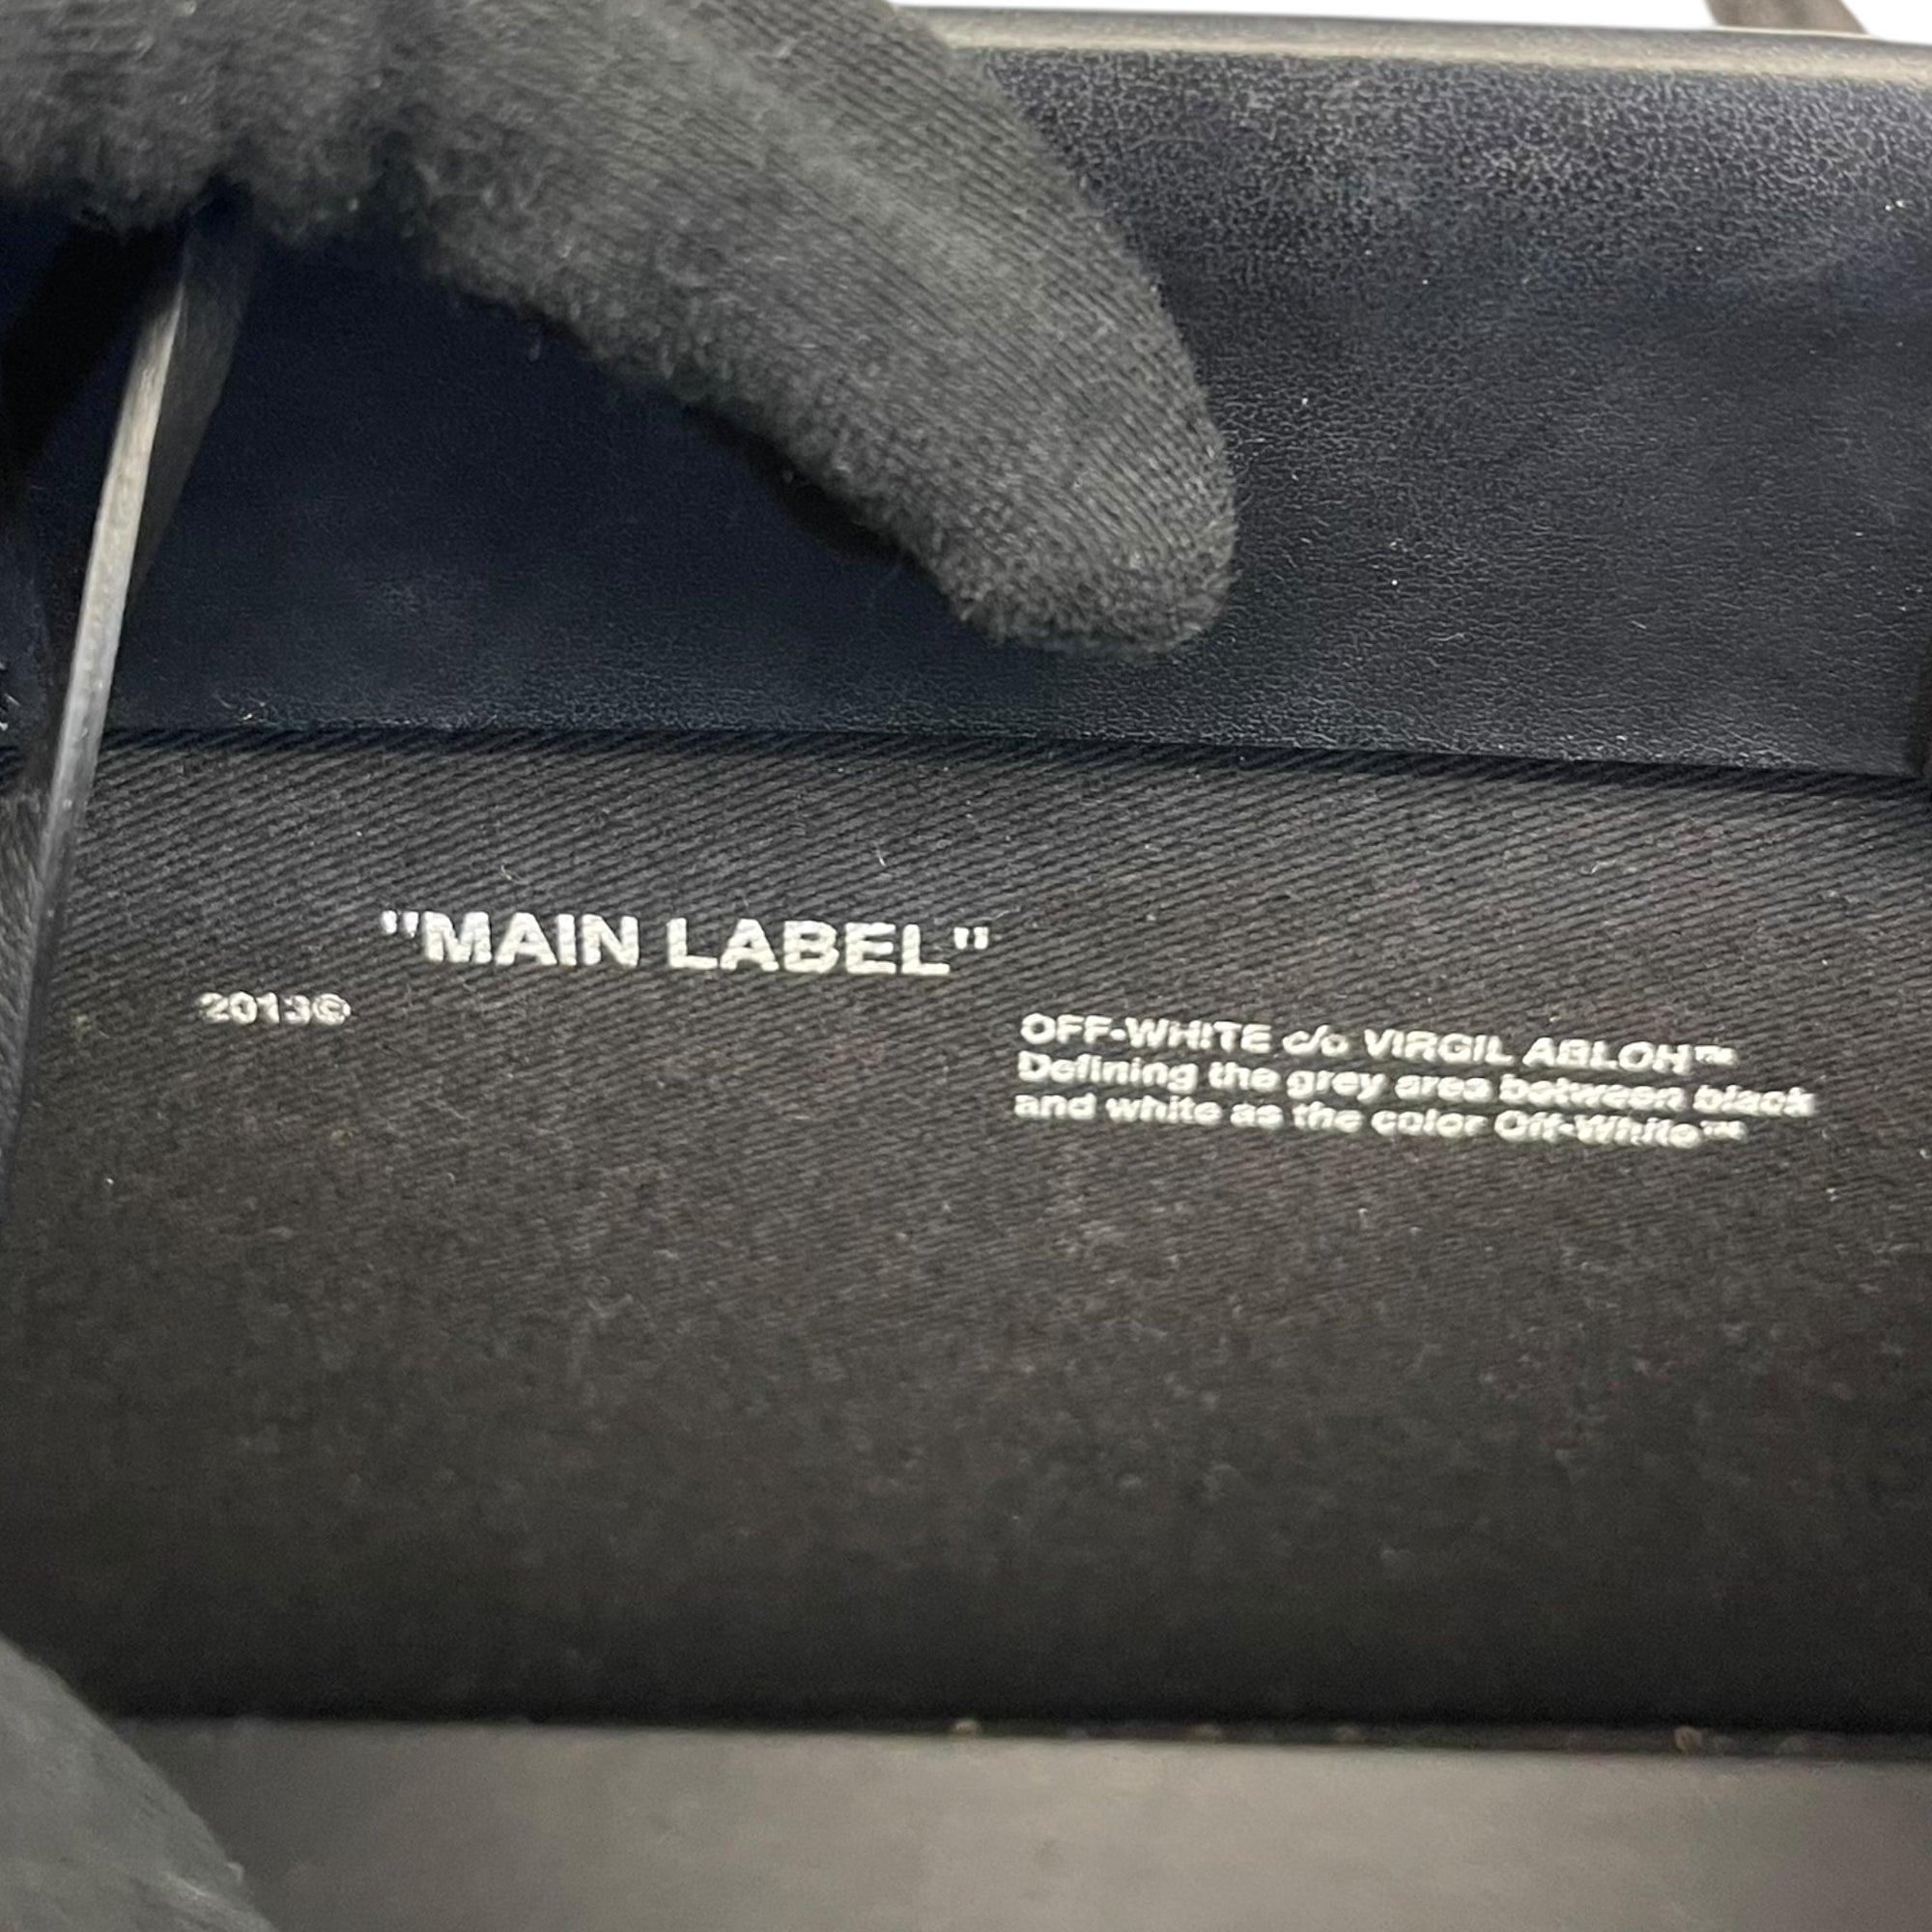 "MAIN LABEL"
2013©
OFF-WHITE c/o VIRGIL ABLOH™
Defining the grey area between black
and white as the color Off-White™